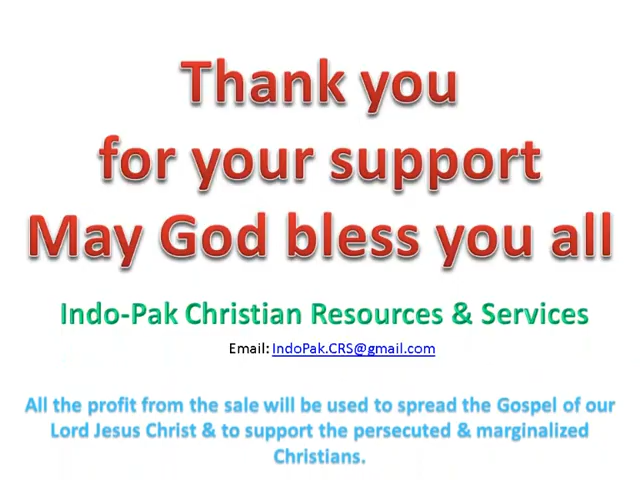 Thank you
for your support
May God bless you all
Indo-Pak Christian Resources & Services
Email: IndoPak.CRS@gmail.com
All the profit from the sale will be used to spread the Gospel of our
Lord Jesus Christ & to support the persecuted & marginalized
Christians.